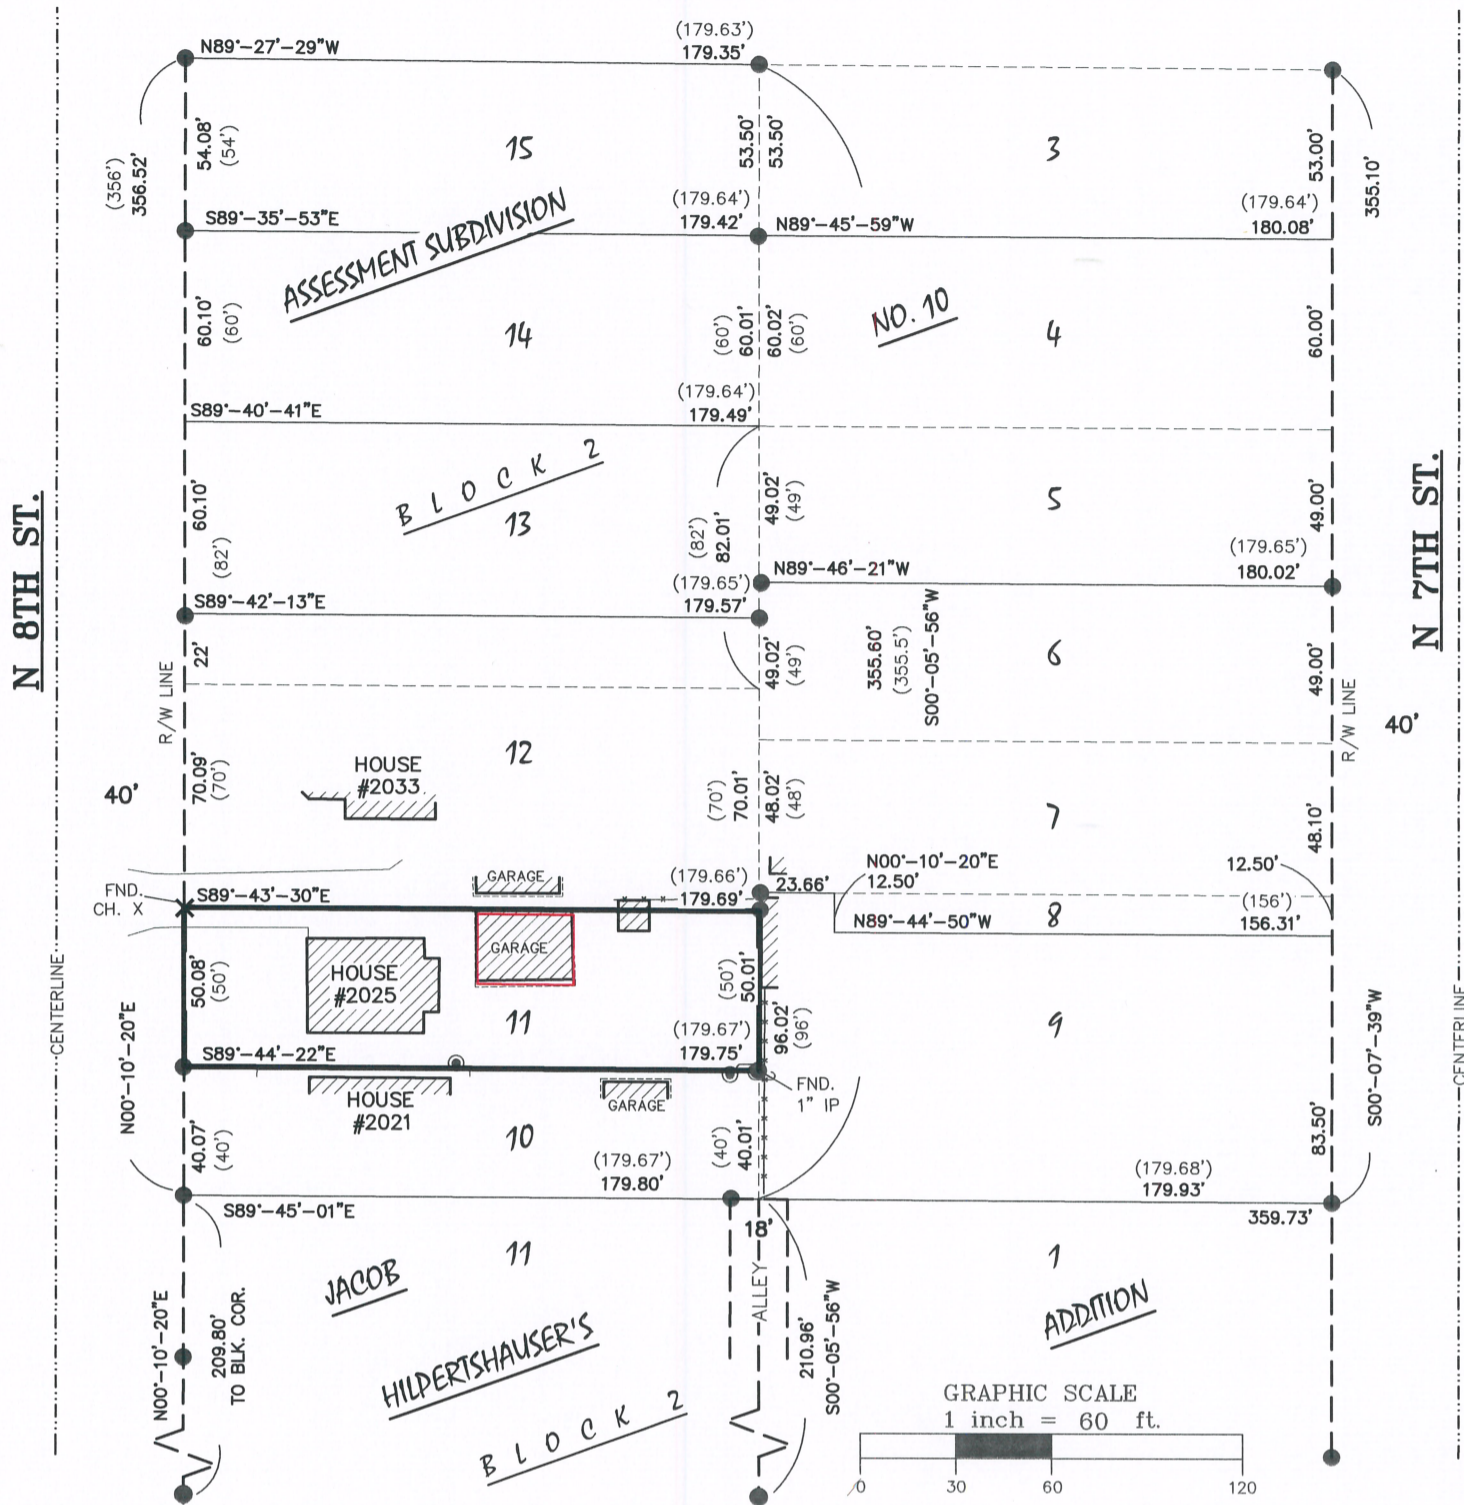 (179.63')
N89°-27'-29"W
179.35'
54.08'
(54')
15
53.50'
53.50'
3
53.00'
(356')
356.52'
355.10'
(179.64')
S89°-35'-53"E
179.42'
N89°-45'-59"W
(179.64')
180.08'
ASSESSMENT SUBDIVISION
NO. 10
60.10'
(60')
14
(60')
60.01'
60.02'
(60')
4
60.00'
(179.64')
S89°-40'-41"E
179.49'
BLOCK 2
N 8TH ST.
N 7TH ST.
60.10'
(82')
13
(82')
82.01'
49.02'
(49')
5
49.00'
(179.65')
S89°-42'-13"E
179.57'
N89°-46'-21"W
(179.65')
180.02'
R/W LINE
22'
49.02'
(49')
355.60'
(355.5')
S00°-05'-56"W
6
49.00'
R/W LINE
40'
40'
70.09'
(70')
HOUSE
#2033
12
(70')
70.01'
48.02'
(48')
7
48.10'
GARAGE
(179.66')
179.69'
23.66'
N00°-10'-20"E
12.50'
12.50'
FND.
CH. X
S89°-43'-30"E
N89°-44'-50"W
8
(156')
156.31'
CENTERLINE
CENTERLINE
50.08'
(50')
HOUSE
#2025
GARAGE
11
(50')
50.01'
96.02'
(96')
9
N00°-10'-20"E
S00°-07'-39"W
S89°-44'-22"E
(179.67')
179.75'
FND.
1" IP
HOUSE
#2021
GARAGE
40.07'
(40')
10
(40')
40.01'
83.50'
(179.67')
179.80'
(179.68')
179.93'
S89°-45'-01"E
18'
359.73'
11
1
JACOB
HILPERTSHAUSER'S
ADDITION
BLOCK 2
N00°-10'-20"E
209.80'
TO BLK. COR.
ALLEY
210.96'
S00°-05'-56"W
GRAPHIC SCALE
1 inch = 60 ft.
0 30 60 120